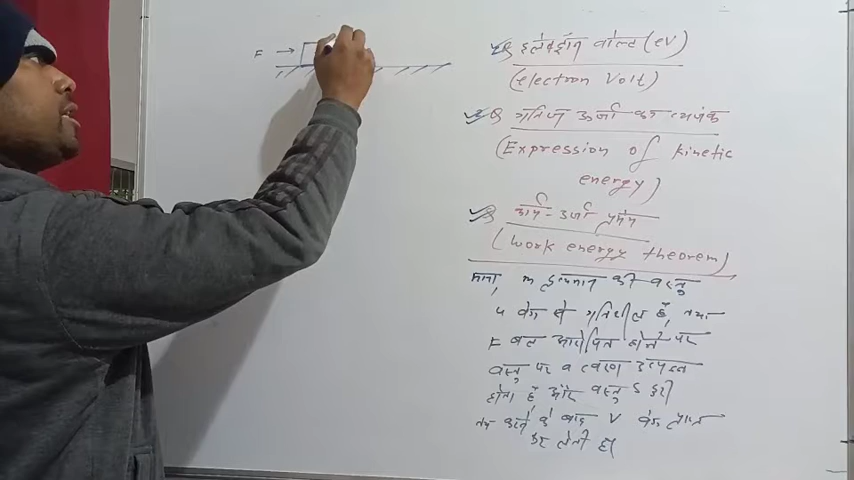 F →
Q इलेक्ट्रान वोल्ट (eV)
(electron Volt)
Q गतिज ऊर्जा का व्यंजक
(Expression of kinetic
energy)
कार्य - ऊर्जा प्रमेय
(Work energy theorem)
माना, m द्रव्यमान की वस्तु
u वेग से गतिशील है, तथा
F बल आरोपित होने पर
वस्तु पर a त्वरण उत्पन्न
होता है और वस्तु S दूरी
तय करने के बाद V वेग प्राप्त
कर लेती है।